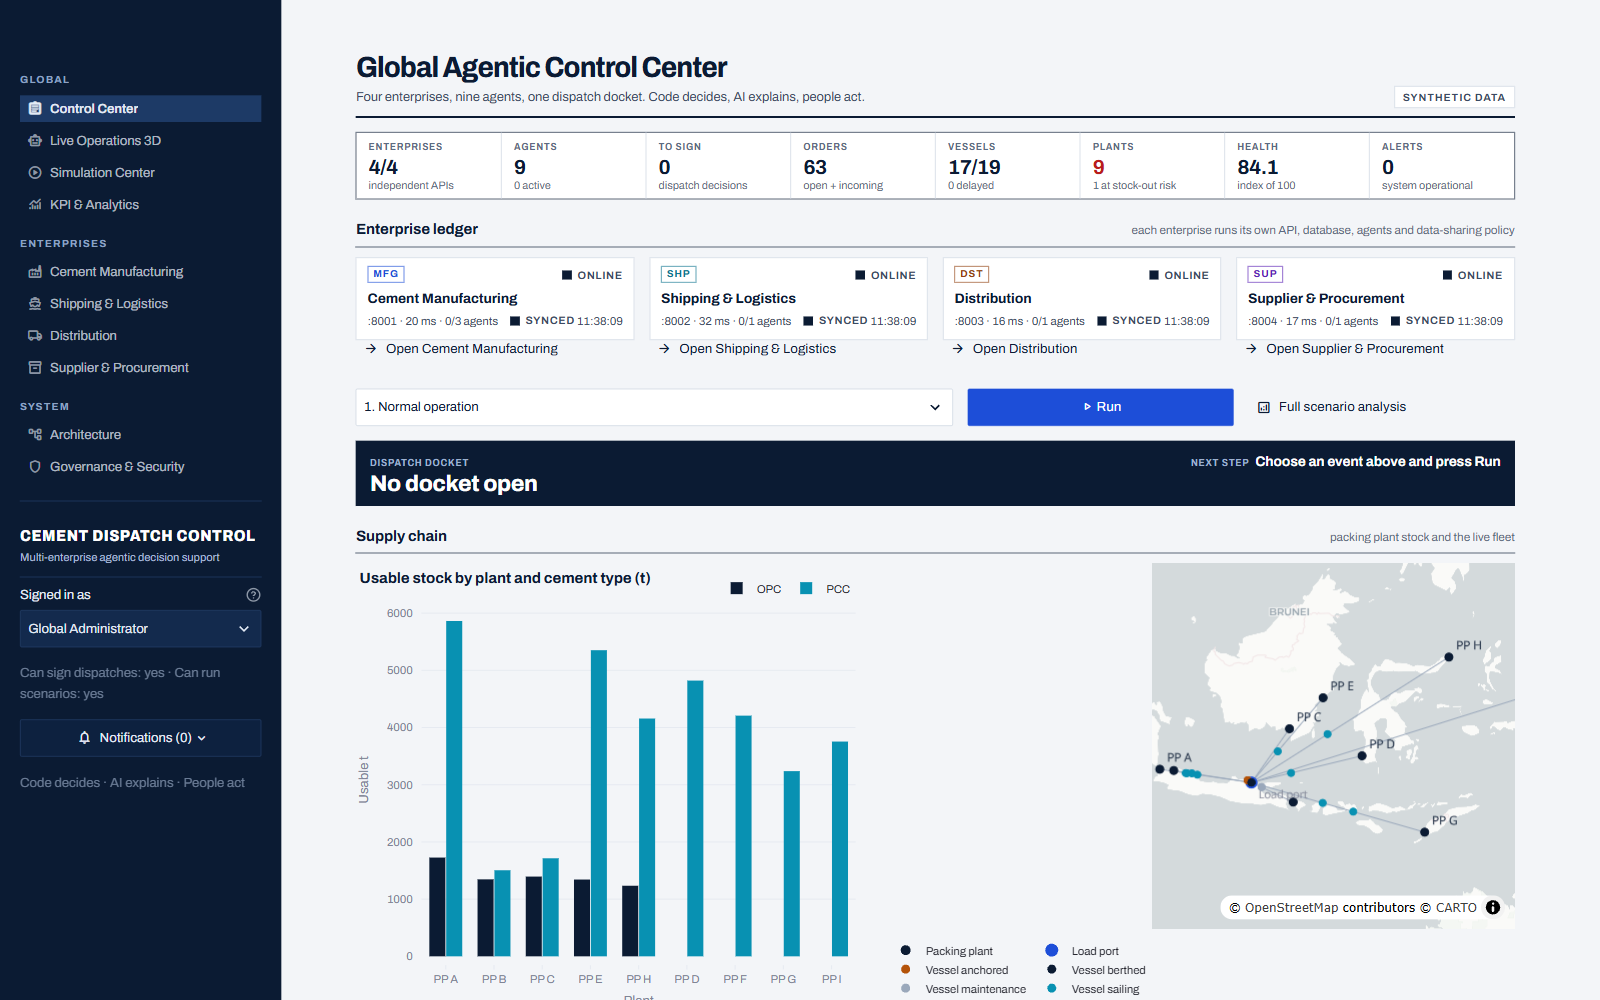 GLOBAL
Control Center
Live Operations 3D
Simulation Center
KPI & Analytics
ENTERPRISES
Cement Manufacturing
Shipping & Logistics
Distribution
Supplier & Procurement
SYSTEM
Architecture
Governance & Security
CEMENT DISPATCH CONTROL
Multi-enterprise agentic decision support
Signed in as
Global Administrator
Can sign dispatches: yes · Can run
scenarios: yes
Notifications (0)
Code decides · AI explains · People act
Global Agentic Control Center
Four enterprises, nine agents, one dispatch docket. Code decides, AI explains, people act.
SYNTHETIC DATA
ENTERPRISES
4/4
independent APIs
AGENTS
9
0 active
TO SIGN
0
dispatch decisions
ORDERS
63
open + incoming
VESSELS
17/19
0 delayed
PLANTS
9
1 at stock-out risk
HEALTH
84.1
index of 100
ALERTS
0
system operational
Enterprise ledger
each enterprise runs its own API, database, agents and data-sharing policy
MFG
ONLINE
Cement Manufacturing
:8001 · 20 ms · 0/3 agents
SYNCED 11:38:09
Open Cement Manufacturing
SHP
ONLINE
Shipping & Logistics
:8002 · 32 ms · 0/1 agents
SYNCED 11:38:09
Open Shipping & Logistics
DST
ONLINE
Distribution
:8003 · 16 ms · 0/1 agents
SYNCED 11:38:09
Open Distribution
SUP
ONLINE
Supplier & Procurement
:8004 · 17 ms · 0/1 agents
SYNCED 11:38:09
Open Supplier & Procurement
1. Normal operation
Run
Full scenario analysis
DISPATCH DOCKET
No docket open
NEXT STEP Choose an event above and press Run
Supply chain
packing plant stock and the live fleet
Usable stock by plant and cement type (t)
OPC
PCC
6000
5000
4000
3000
2000
1000
0
Usable t
PP A
PP B
PP C
PP E
PP H
PP D
PP F
PP G
PP I
Plant
BRUNEI
PP H
PP E
PP C
PP D
PP A
Load port
PP G
© OpenStreetMap contributors © CARTO
Packing plant
Load port
Vessel anchored
Vessel berthed
Vessel maintenance
Vessel sailing